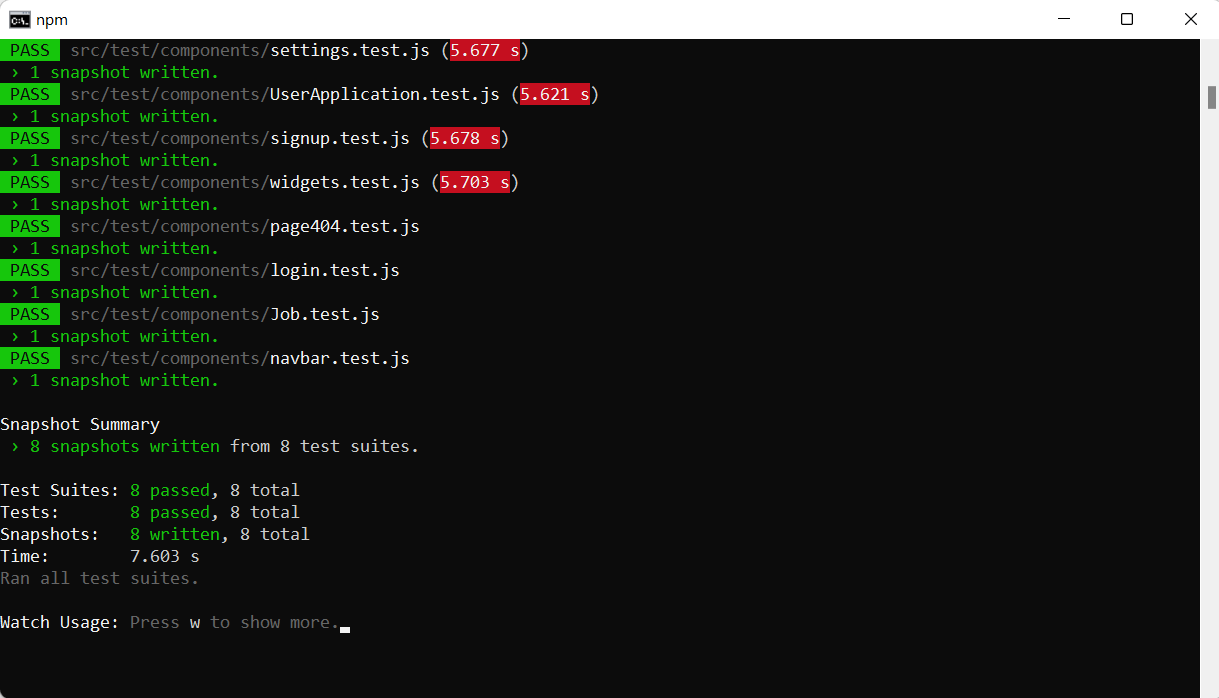 npm
PASS src/test/components/settings.test.js (5.677 s)
› 1 snapshot written.
PASS src/test/components/UserApplication.test.js (5.621 s)
› 1 snapshot written.
PASS src/test/components/signup.test.js (5.678 s)
› 1 snapshot written.
PASS src/test/components/widgets.test.js (5.703 s)
› 1 snapshot written.
PASS src/test/components/page404.test.js
› 1 snapshot written.
PASS src/test/components/login.test.js
› 1 snapshot written.
PASS src/test/components/Job.test.js
› 1 snapshot written.
PASS src/test/components/navbar.test.js
› 1 snapshot written.
Snapshot Summary
› 8 snapshots written from 8 test suites.
Test Suites: 8 passed, 8 total
Tests: 8 passed, 8 total
Snapshots: 8 written, 8 total
Time: 7.603 s
Ran all test suites.
Watch Usage: Press w to show more.